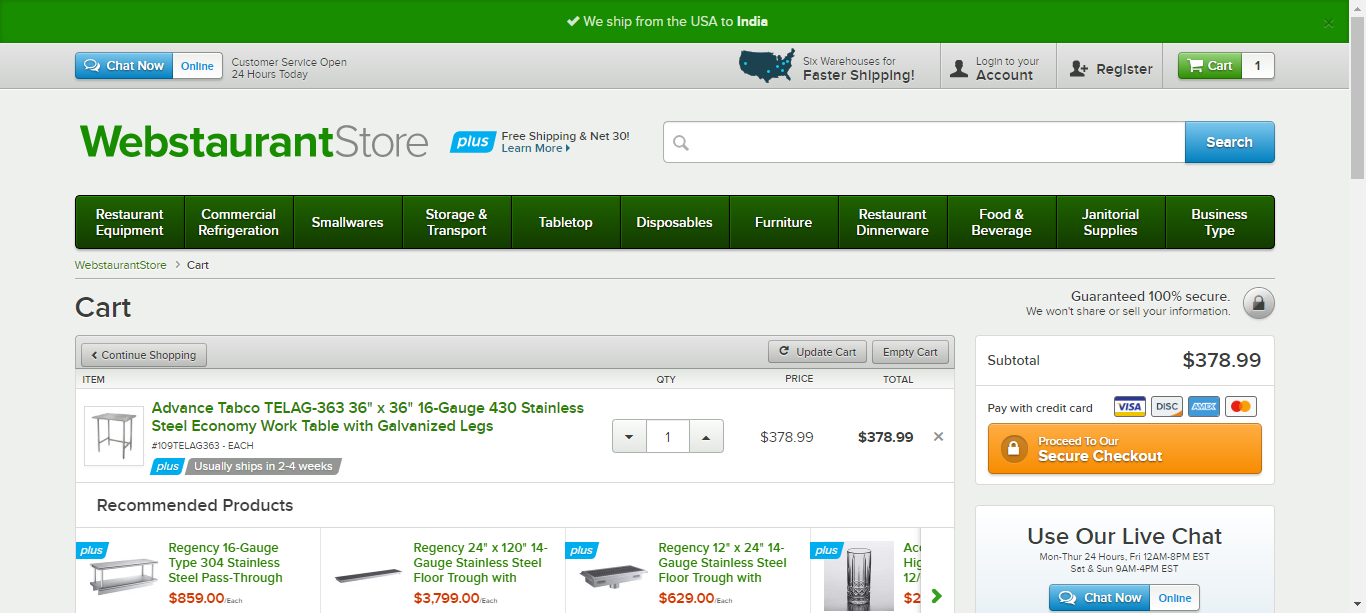 We ship from the USA to India
Chat Now Online
Customer Service Open
24 Hours Today
Six Warehouses for
Faster Shipping!
Login to your
Account
Register
Cart 1
WebstaurantStore
plus
Free Shipping & Net 30!
Learn More
Search
Restaurant
Equipment
Commercial
Refrigeration
Smallwares
Storage &
Transport
Tabletop
Disposables
Furniture
Restaurant
Dinnerware
Food &
Beverage
Janitorial
Supplies
Business
Type
WebstaurantStore > Cart
Cart
Guaranteed 100% secure.
We won't share or sell your information.
Continue Shopping
Update Cart
Empty Cart
ITEM QTY PRICE TOTAL
Advance Tabco TELAG-363 36" x 36" 16-Gauge 430 Stainless
Steel Economy Work Table with Galvanized Legs
#109TELAG363 - EACH
plus Usually ships in 2-4 weeks
1
$378.99
$378.99
Subtotal $378.99
Pay with credit card
VISA DISC AMEX
Proceed To Our
Secure Checkout
Recommended Products
plus
Regency 16-Gauge
Type 304 Stainless
Steel Pass-Through
$859.00/Each
Regency 24" x 120" 14-
Gauge Stainless Steel
Floor Trough with
$3,799.00/Each
plus
Regency 12" x 24" 14-
Gauge Stainless Steel
Floor Trough with
$629.00/Each
plus
Use Our Live Chat
Mon-Thur 24 Hours, Fri 12AM-8PM EST
Sat & Sun 9AM-4PM EST
Chat Now Online